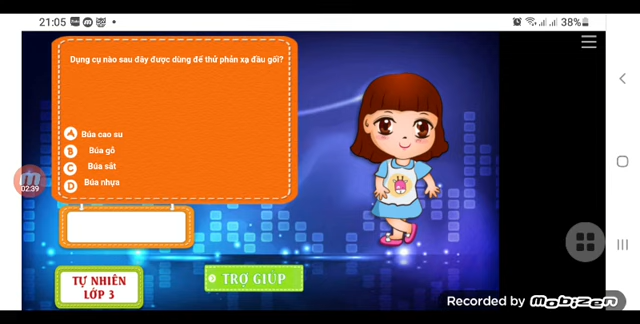 21:05
38%
Dụng cụ nào sau đây được dùng để thử phản xạ đầu gối?
A Búa cao su
B Búa gỗ
C Búa sắt
D Búa nhựa
02:39
TỰ NHIÊN
LỚP 3
TRỢ GIÚP
Recorded by Mobizen